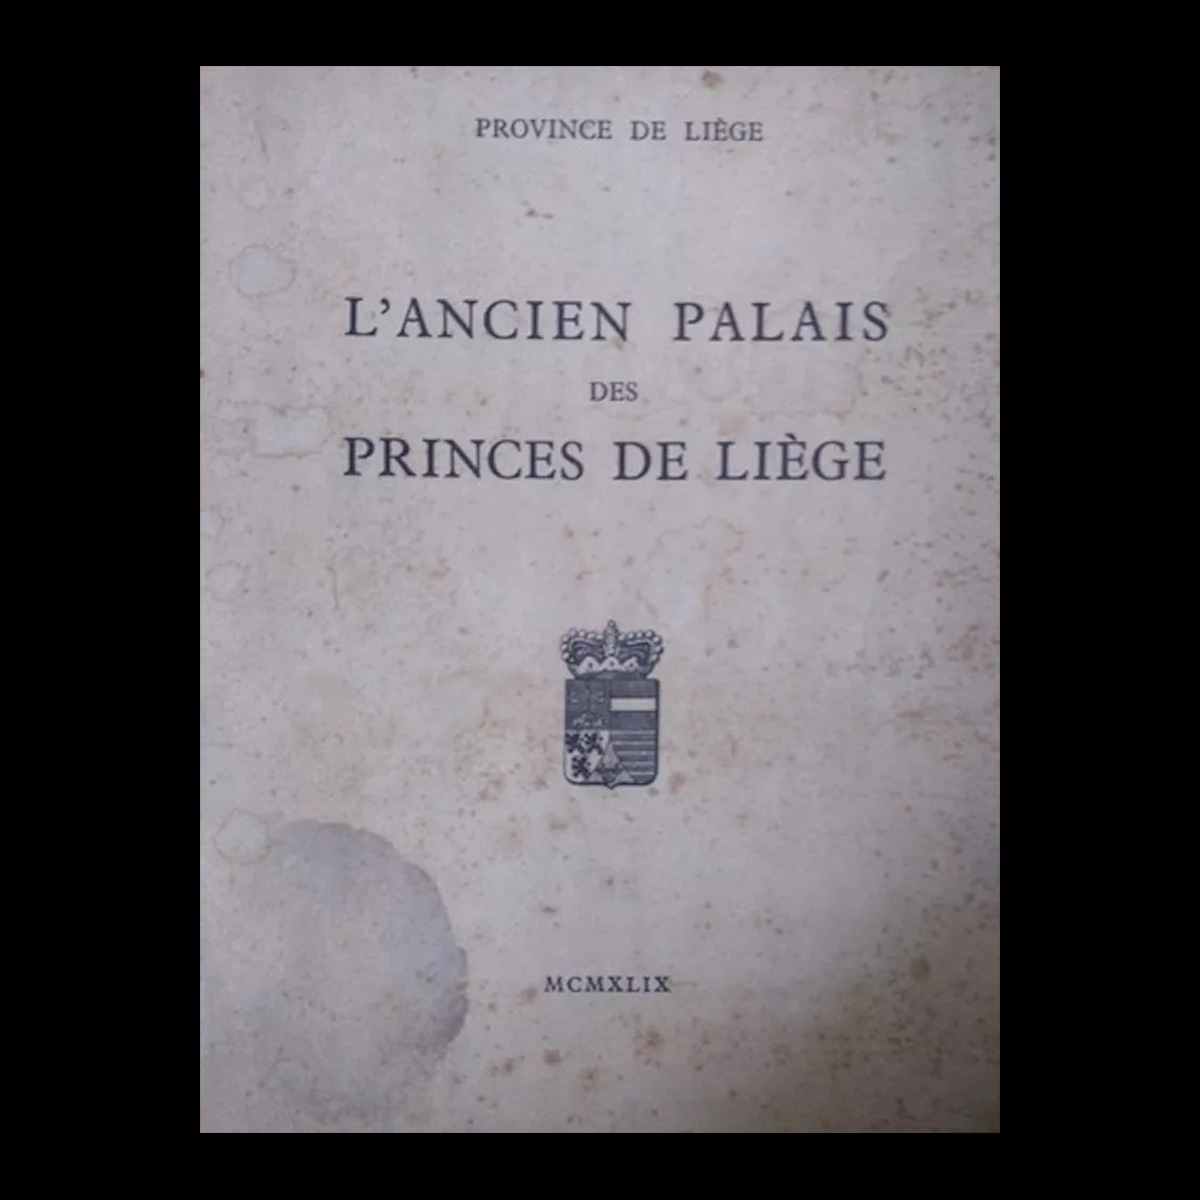 PROVINCE DE LIÈGE
L'ANCIEN PALAIS
DES
PRINCES DE LIÈGE
MCMXLIX